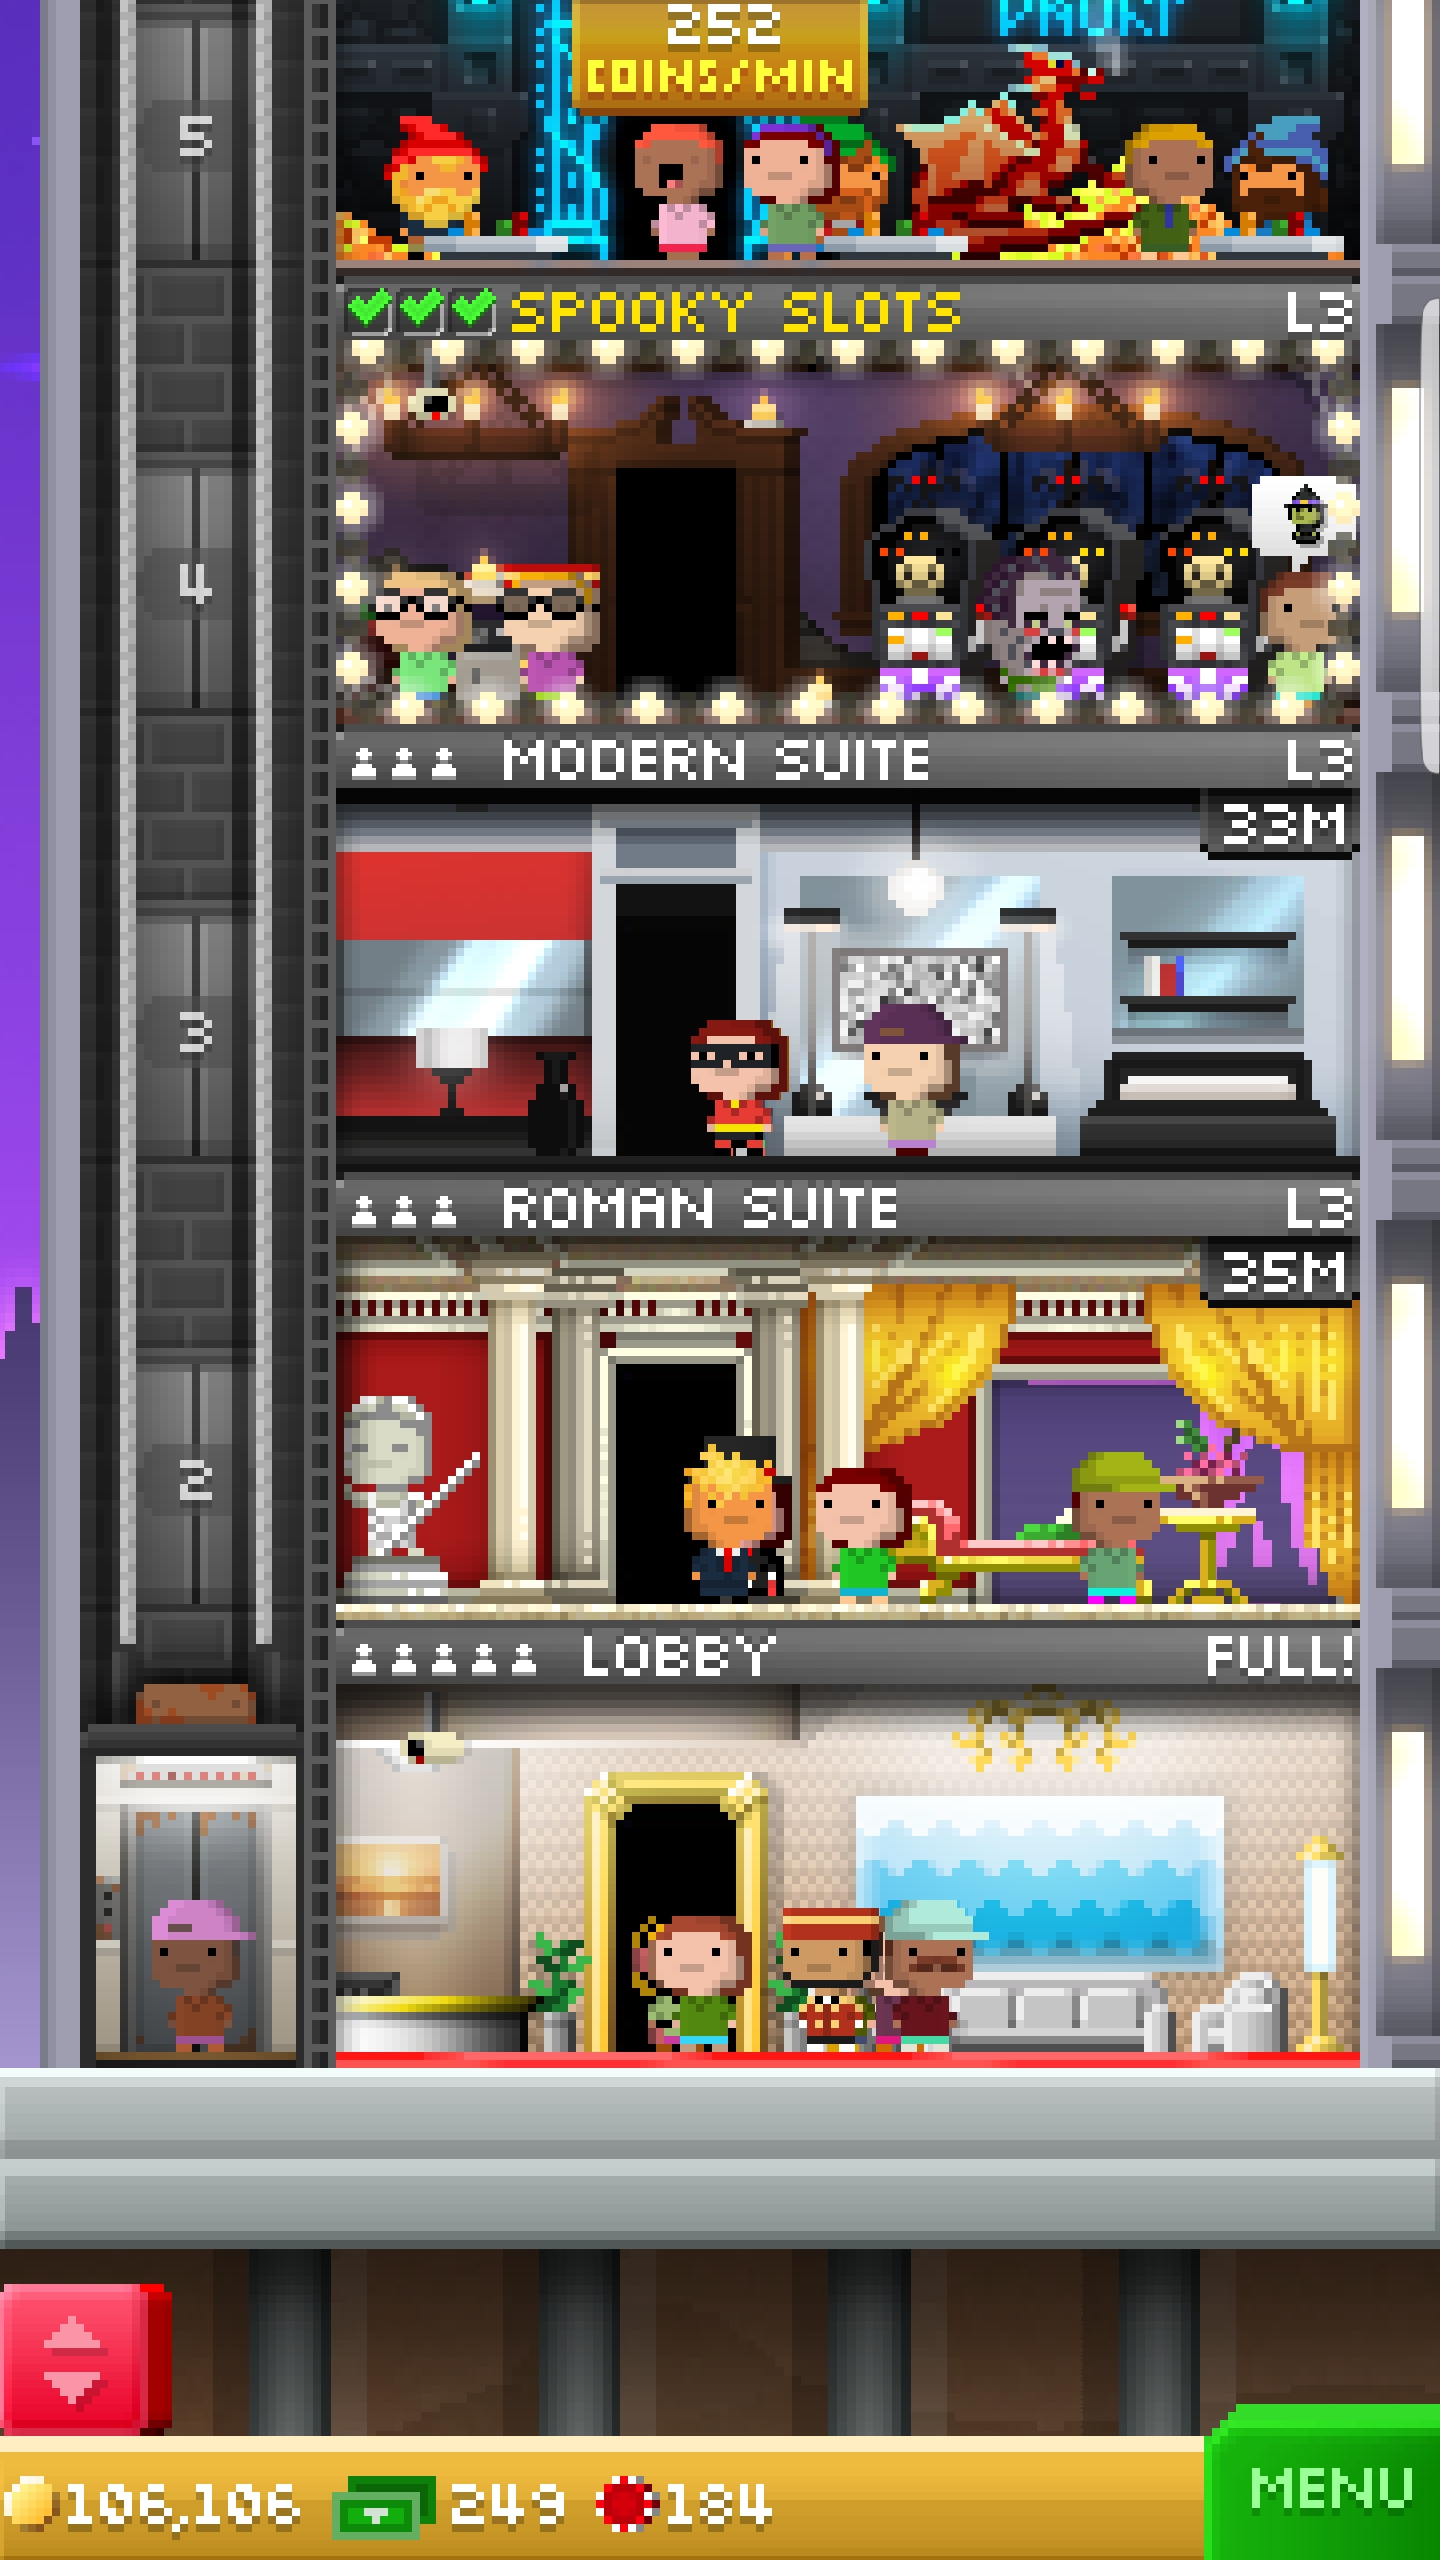 252
COINS/MIN
5
SPOOKY SLOTS L3
4
MODERN SUITE L3
33M
3
ROMAN SUITE L3
35M
2
LOBBY FULL!
106,106 249 184
MENU